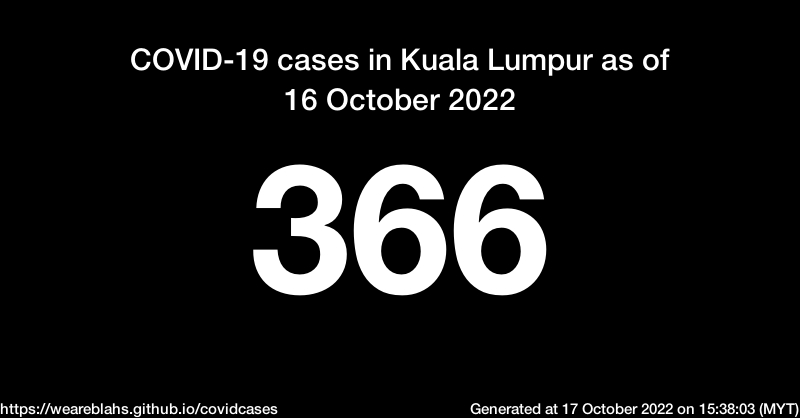 COVID-19 cases in Kuala Lumpur as of
16 October 2022
366
https://weareblahs.github.io/covidcases
Generated at 17 October 2022 on 15:38:03 (MYT)